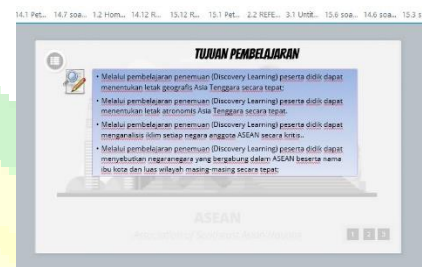 14.1 Pet... 14.7 soa... 1.2 Hom... 14.12 R... 15.12 R... 15.1 Pet... 2.2 REFE... 3.1 Untit... 15.6 soa... 14.6 soa... 15.3 s
TUJUAN PEMBELAJARAN
• Melalui pembelajaran penemuan (Discovery Learning) peserta didik dapat
menentukan letak geografis Asia Tenggara secara tepat;
• Melalui pembelajaran penemuan (Discovery Learning) peserta didik dapat
menentukan letak atronomis Asia Tenggara secara tepat.
• Melalui pembelajaran penemuan (Discovery Learning) peserta didik dapat
menganalisis iklim setiap negara anggota ASEAN secara kritis..
• Melalui pembelajaran penemuan (Discovery Learning) peserta didik dapat
menyebutkan negaranegara yang bergabung dalam ASEAN beserta nama
ibu kota dan luas wilayah masing-masing secara tepat;
ASEAN
1 2 3